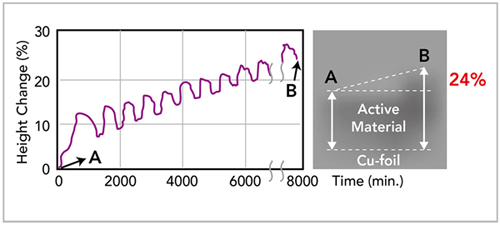 Height Change (%)
30
20
10
0
A
B
0
2000
4000
6000
8000
Time (min.)
A
B
24%
Active
Material
Cu-foil